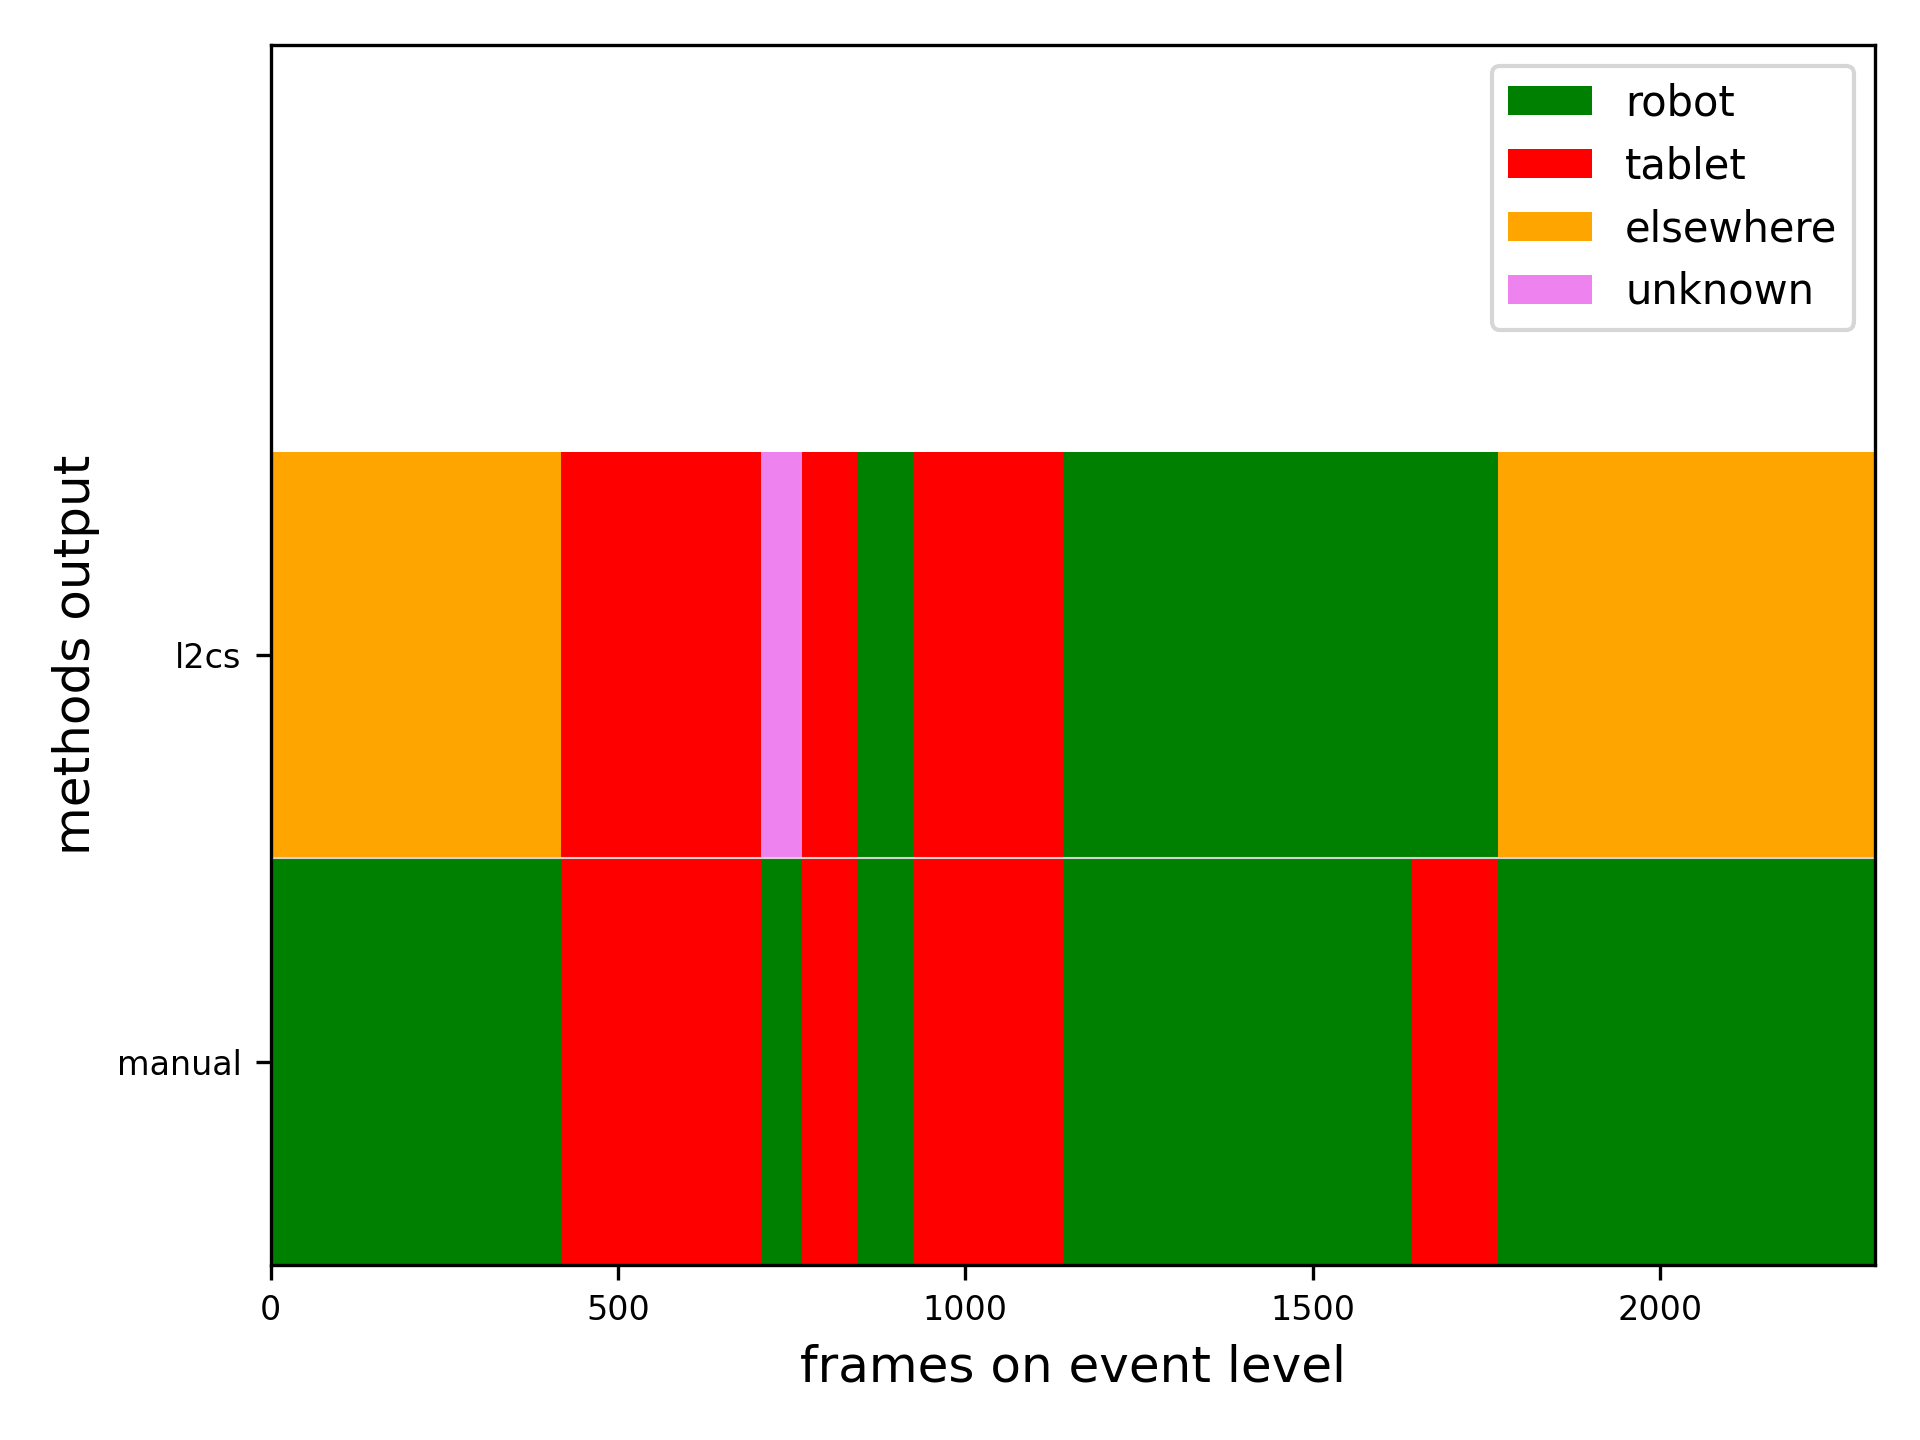 robot
tablet
elsewhere
unknown
methods output
l2cs
manual
0 500 1000 1500 2000
frames on event level